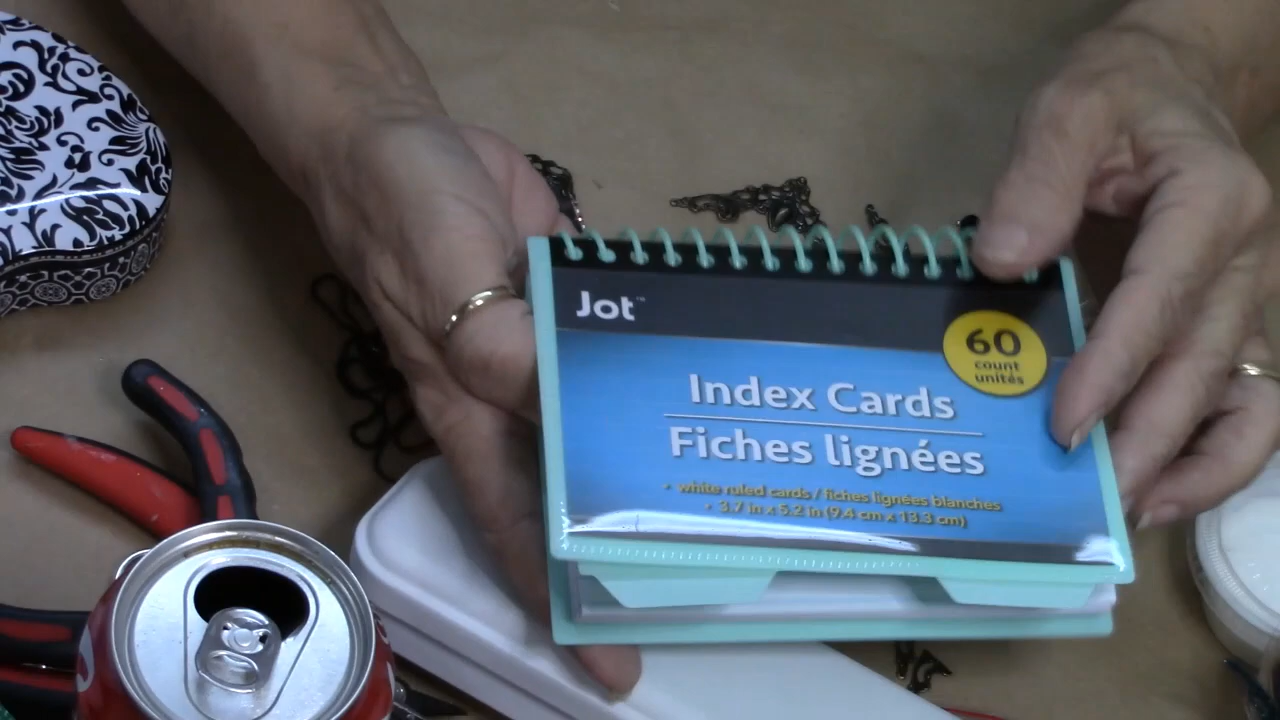 Jot™
60
count
unités
Index Cards
Fiches lignées
• white ruled cards / fiches lignées blanches
• 3.7 in x 5.2 in (9.4 cm x 13.3 cm)